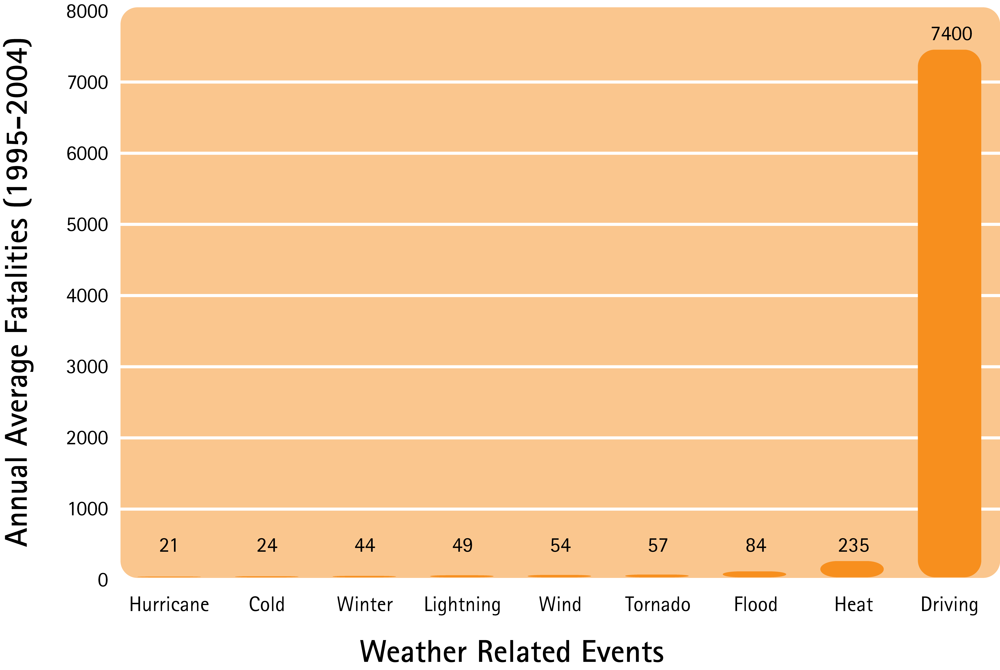 Annual Average Fatalities (1995-2004)
8000
7000
6000
5000
4000
3000
2000
1000
0
7400
21 24 44 49 54 57 84 235
Hurricane Cold Winter Lightning Wind Tornado Flood Heat Driving
Weather Related Events